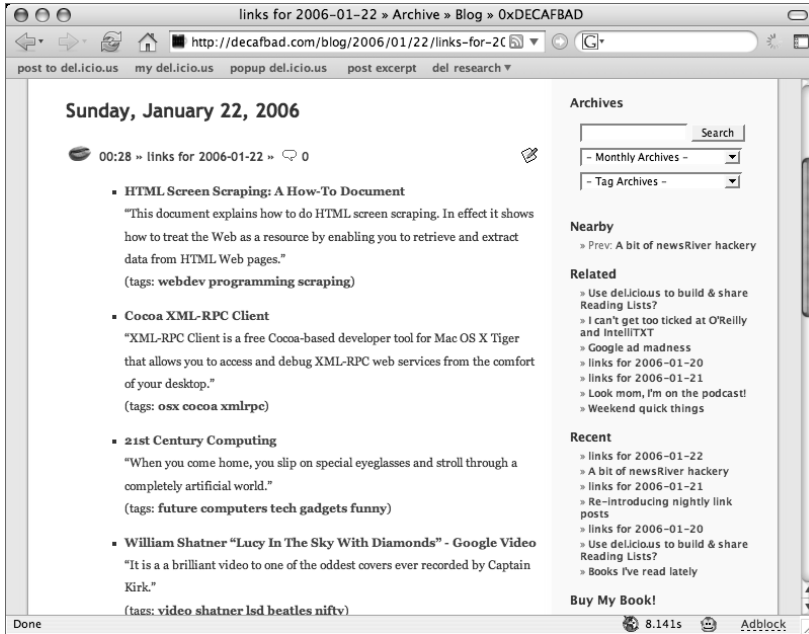 links for 2006-01-22 » Archive » Blog » 0xDECAFBAD
http://decafbad.com/blog/2006/01/22/links-for-20
G
post to del.icio.us my del.icio.us popup del.icio.us post excerpt del research ▾
Sunday, January 22, 2006
00:28 » links for 2006-01-22 » 0
▪ HTML Screen Scraping: A How-To Document
“This document explains how to do HTML screen scraping. In effect it shows
how to treat the Web as a resource by enabling you to retrieve and extract
data from HTML Web pages.”
(tags: webdev programming scraping)
▪ Cocoa XML-RPC Client
“XML-RPC Client is a free Cocoa-based developer tool for Mac OS X Tiger
that allows you to access and debug XML-RPC web services from the comfort
of your desktop.”
(tags: osx cocoa xmlrpc)
▪ 21st Century Computing
“When you come home, you slip on special eyeglasses and stroll through a
completely artificial world.”
(tags: future computers tech gadgets funny)
▪ William Shatner “Lucy In The Sky With Diamonds” - Google Video
“It is a a brilliant video to one of the oddest covers ever recorded by Captain
Kirk.”
(tags: video shatner lsd beatles nifty)
Archives
Search
- Monthly Archives -
- Tag Archives -
Nearby
» Prev: A bit of newsRiver hackery
Related
» Use del.icio.us to build & share
Reading Lists?
» I can't get too ticked at O'Reilly
and IntelliTXT
» Google ad madness
» links for 2006-01-20
» links for 2006-01-21
» Look mom, I'm on the podcast!
» Weekend quick things
Recent
» links for 2006-01-22
» A bit of newsRiver hackery
» links for 2006-01-21
» Re-introducing nightly link
posts
» links for 2006-01-20
» Use del.icio.us to build & share
Reading Lists?
» Books I've read lately
Buy My Book!
Done 8.141s Adblock